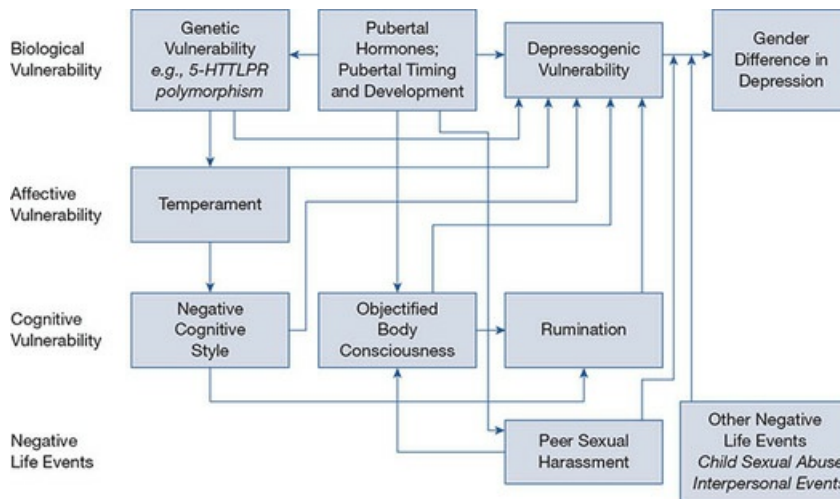 Biological
Vulnerability
Genetic
Vulnerability
e.g., 5-HTTLPR
polymorphism
Pubertal
Hormones;
Pubertal Timing
and Development
Depressogenic
Vulnerability
Gender
Difference in
Depression
Affective
Vulnerability
Temperament
Cognitive
Vulnerability
Negative
Cognitive
Style
Objectified
Body
Consciousness
Rumination
Negative
Life Events
Peer Sexual
Harassment
Other Negative
Life Events
Child Sexual Abuse
Interpersonal Events